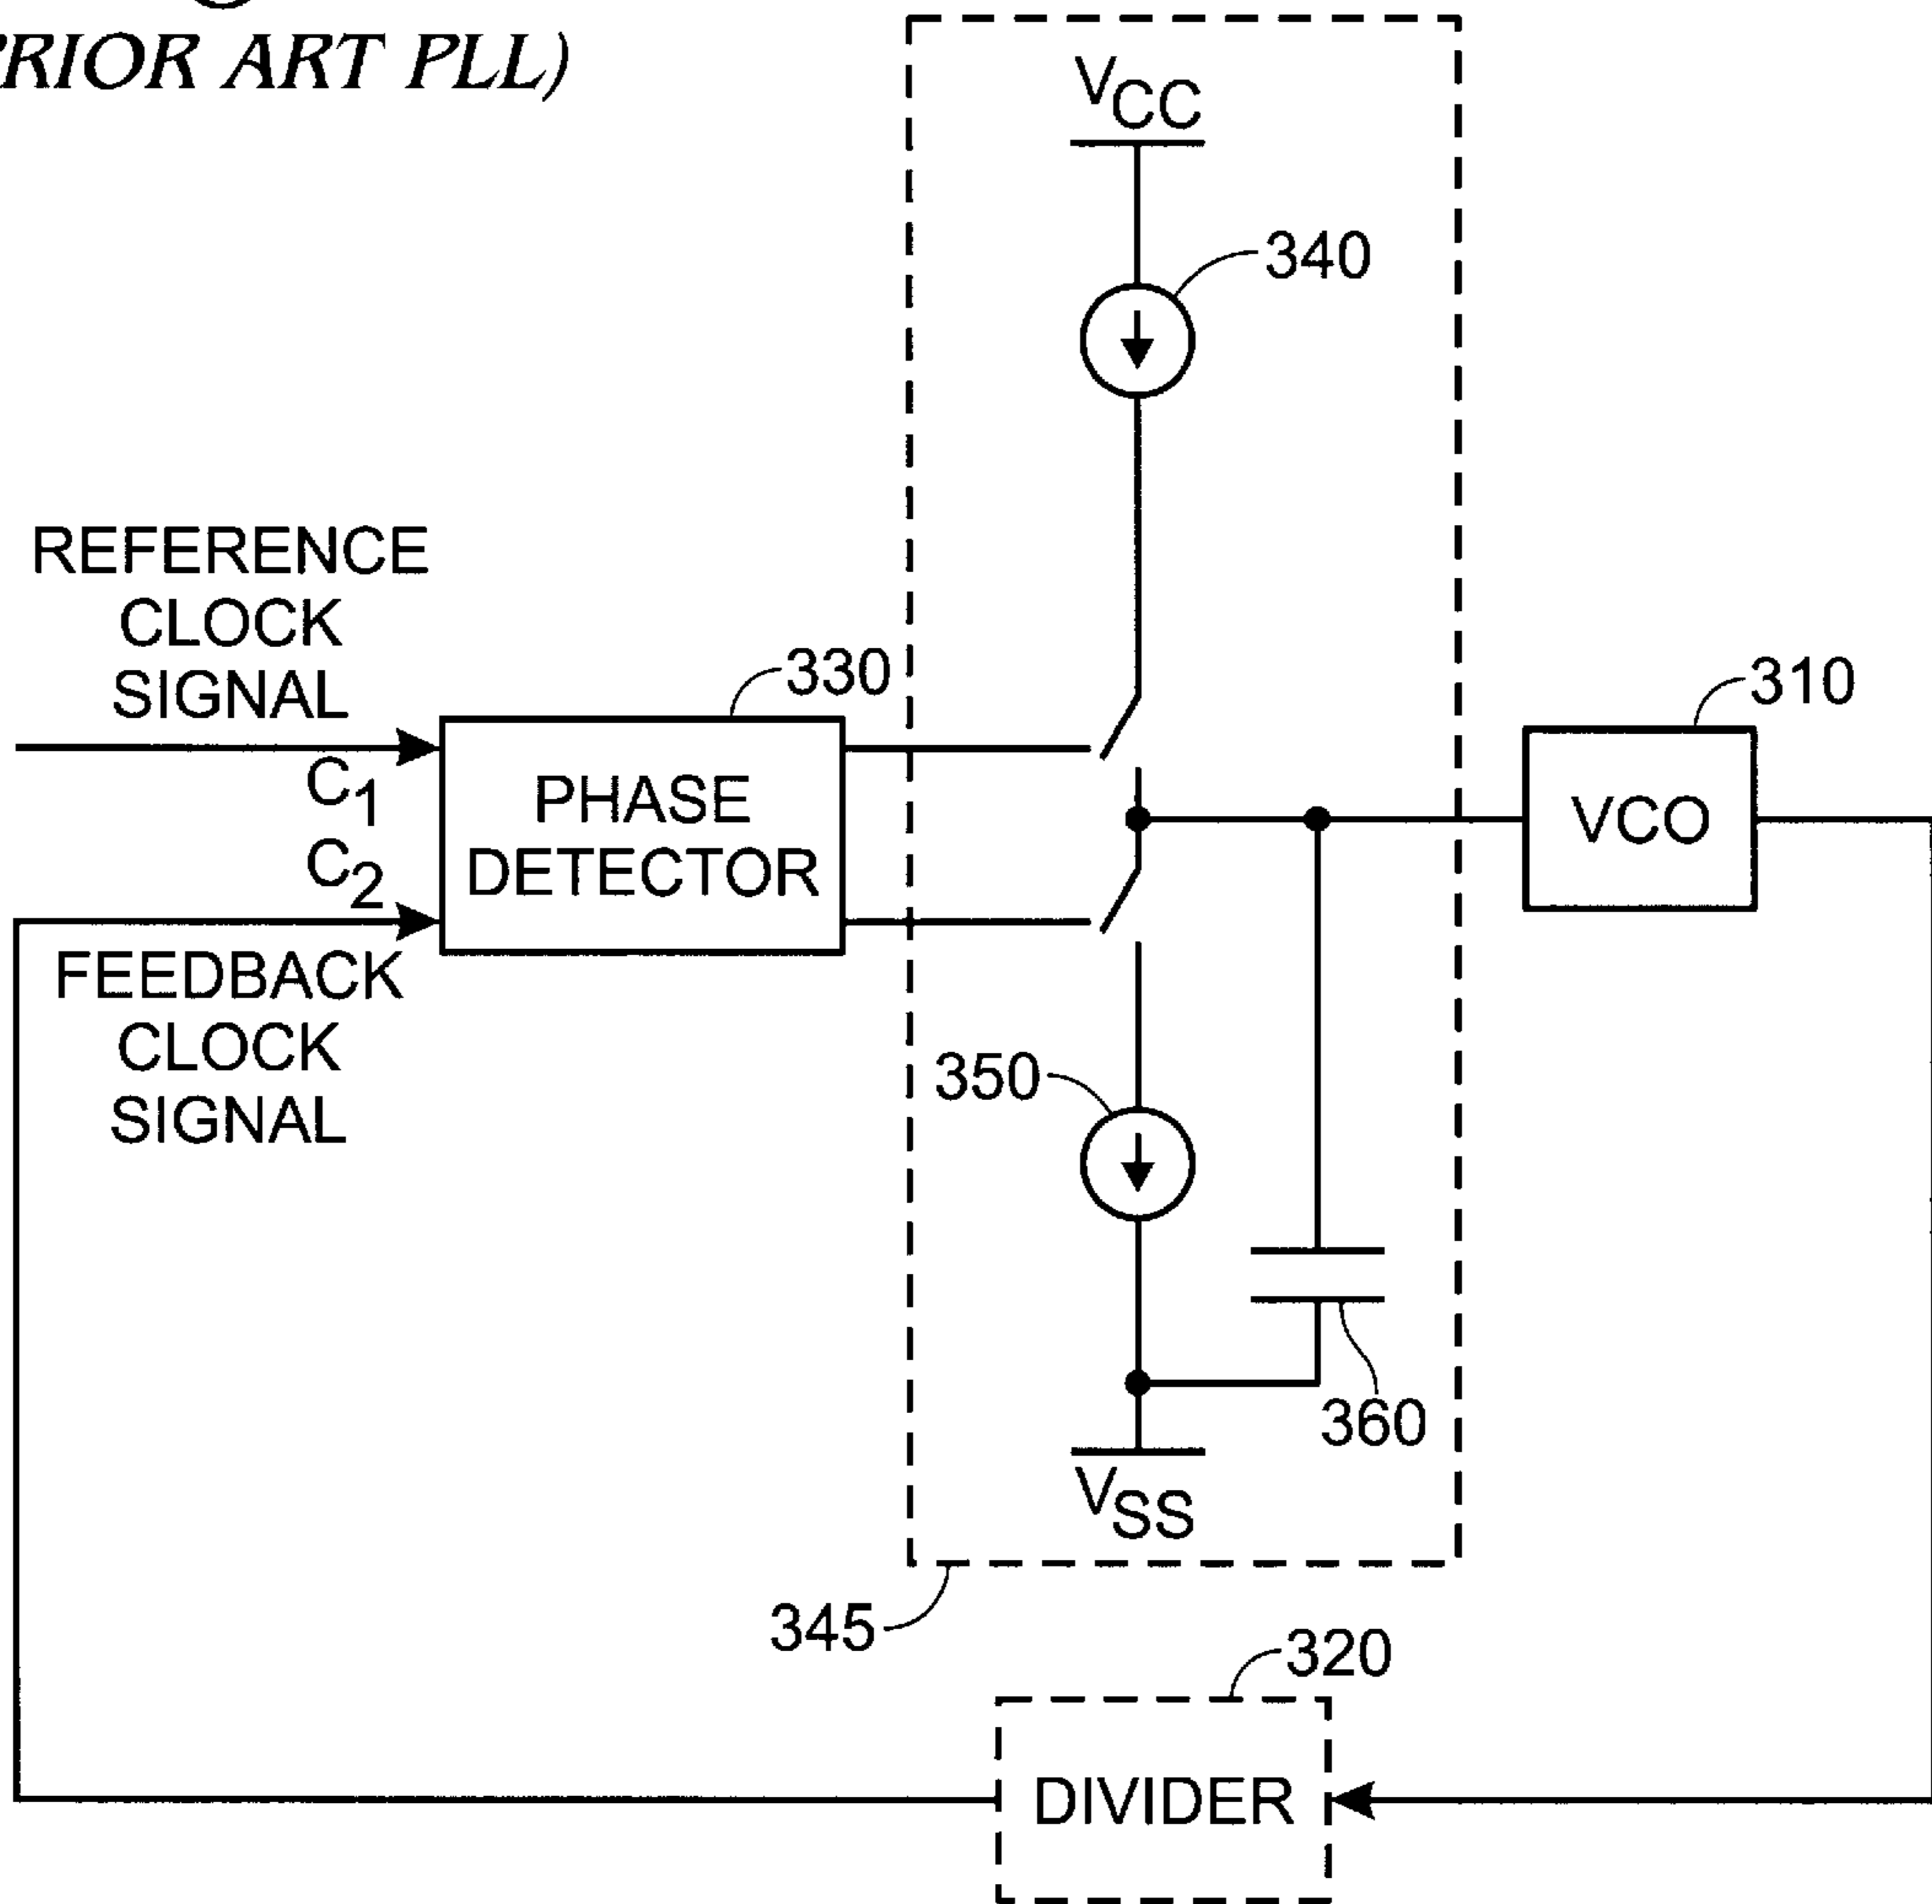 PRIOR ART PLL)
VCC
340
REFERENCE
CLOCK
SIGNAL
330
310
C1
PHASE
DETECTOR
VCO
C2
FEEDBACK
CLOCK
SIGNAL
350
360
VSS
345
320
DIVIDER